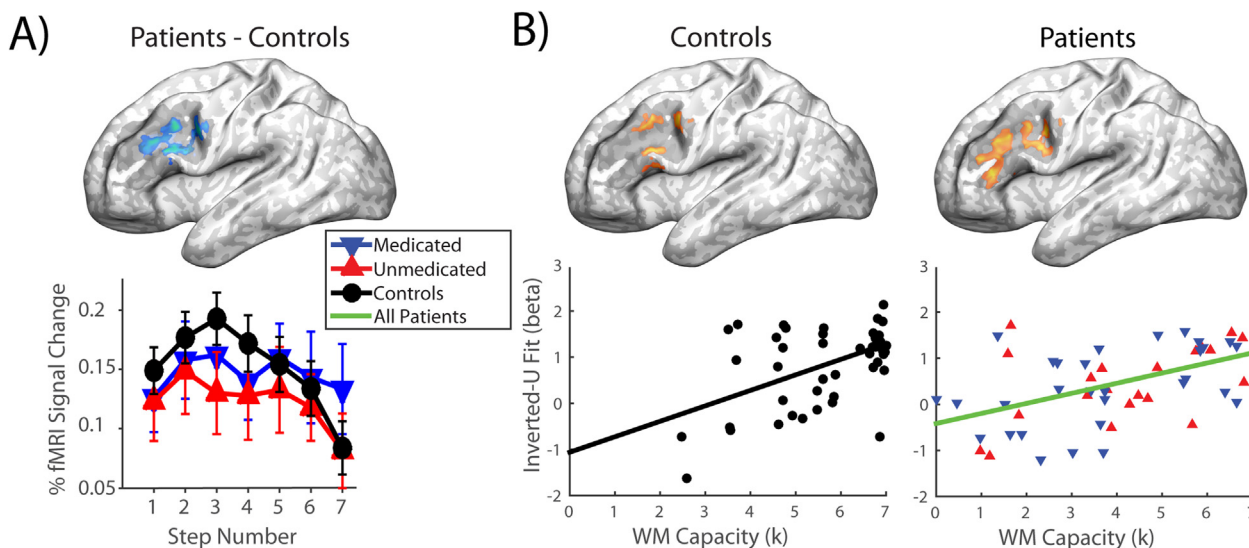 A)
Patients - Controls
Medicated
Unmedicated
Controls
All Patients
% fMRI Signal Change
0.2
0.15
0.1
0.05
1 2 3 4 5 6 7
Step Number
B)
Controls
Patients
Inverted-U Fit (beta)
3
2
1
0
-1
-2
0 1 2 3 4 5 6 7
WM Capacity (k)
3
2
1
0
-1
-2
0 1 2 3 4 5 6 7
WM Capacity (k)